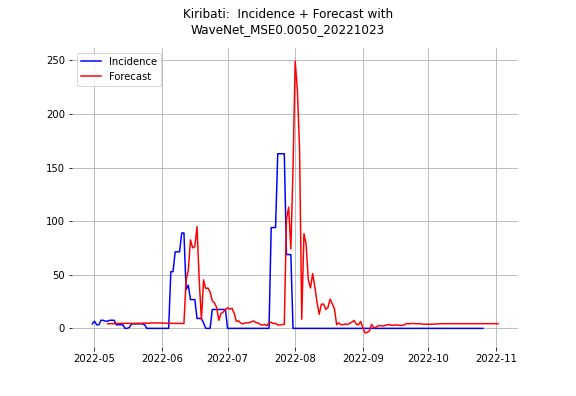 Kiribati:  Incidence + Forecast with
WaveNet_MSE0.0050_20221023
Incidence
Forecast
250
200
150
100
50
0
2022-05 2022-06 2022-07 2022-08 2022-09 2022-10 2022-11